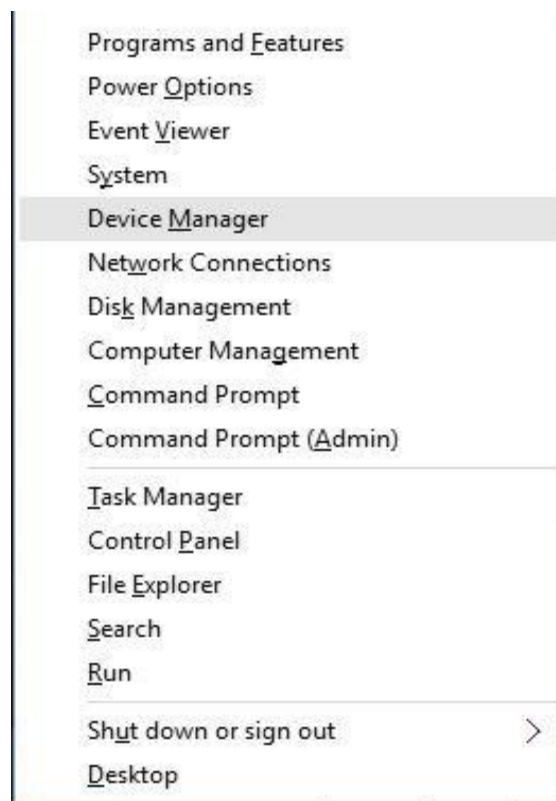 Programs and Features
Power Options
Event Viewer
System
Device Manager
Network Connections
Disk Management
Computer Management
Command Prompt
Command Prompt (Admin)
Task Manager
Control Panel
File Explorer
Search
Run
Shut down or sign out
Desktop